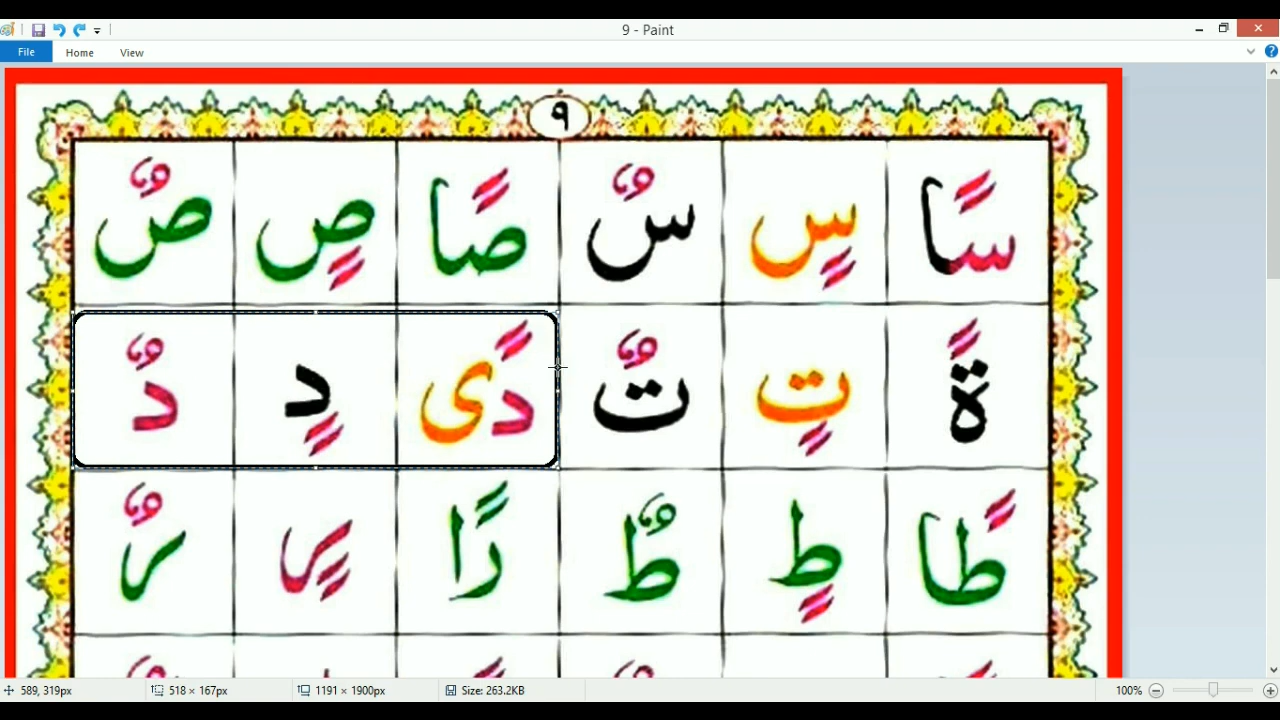 9 - Paint
File Home View
٩
سًا سٍ سٌ صًا صٍ صٌ
ةً تٍ تٌ دًى دٍ دٌ
طًا طٍ طٌ رًا رٍ رٌ
589, 319px 518 × 167px 1191 × 1900px Size: 263.2KB 100%